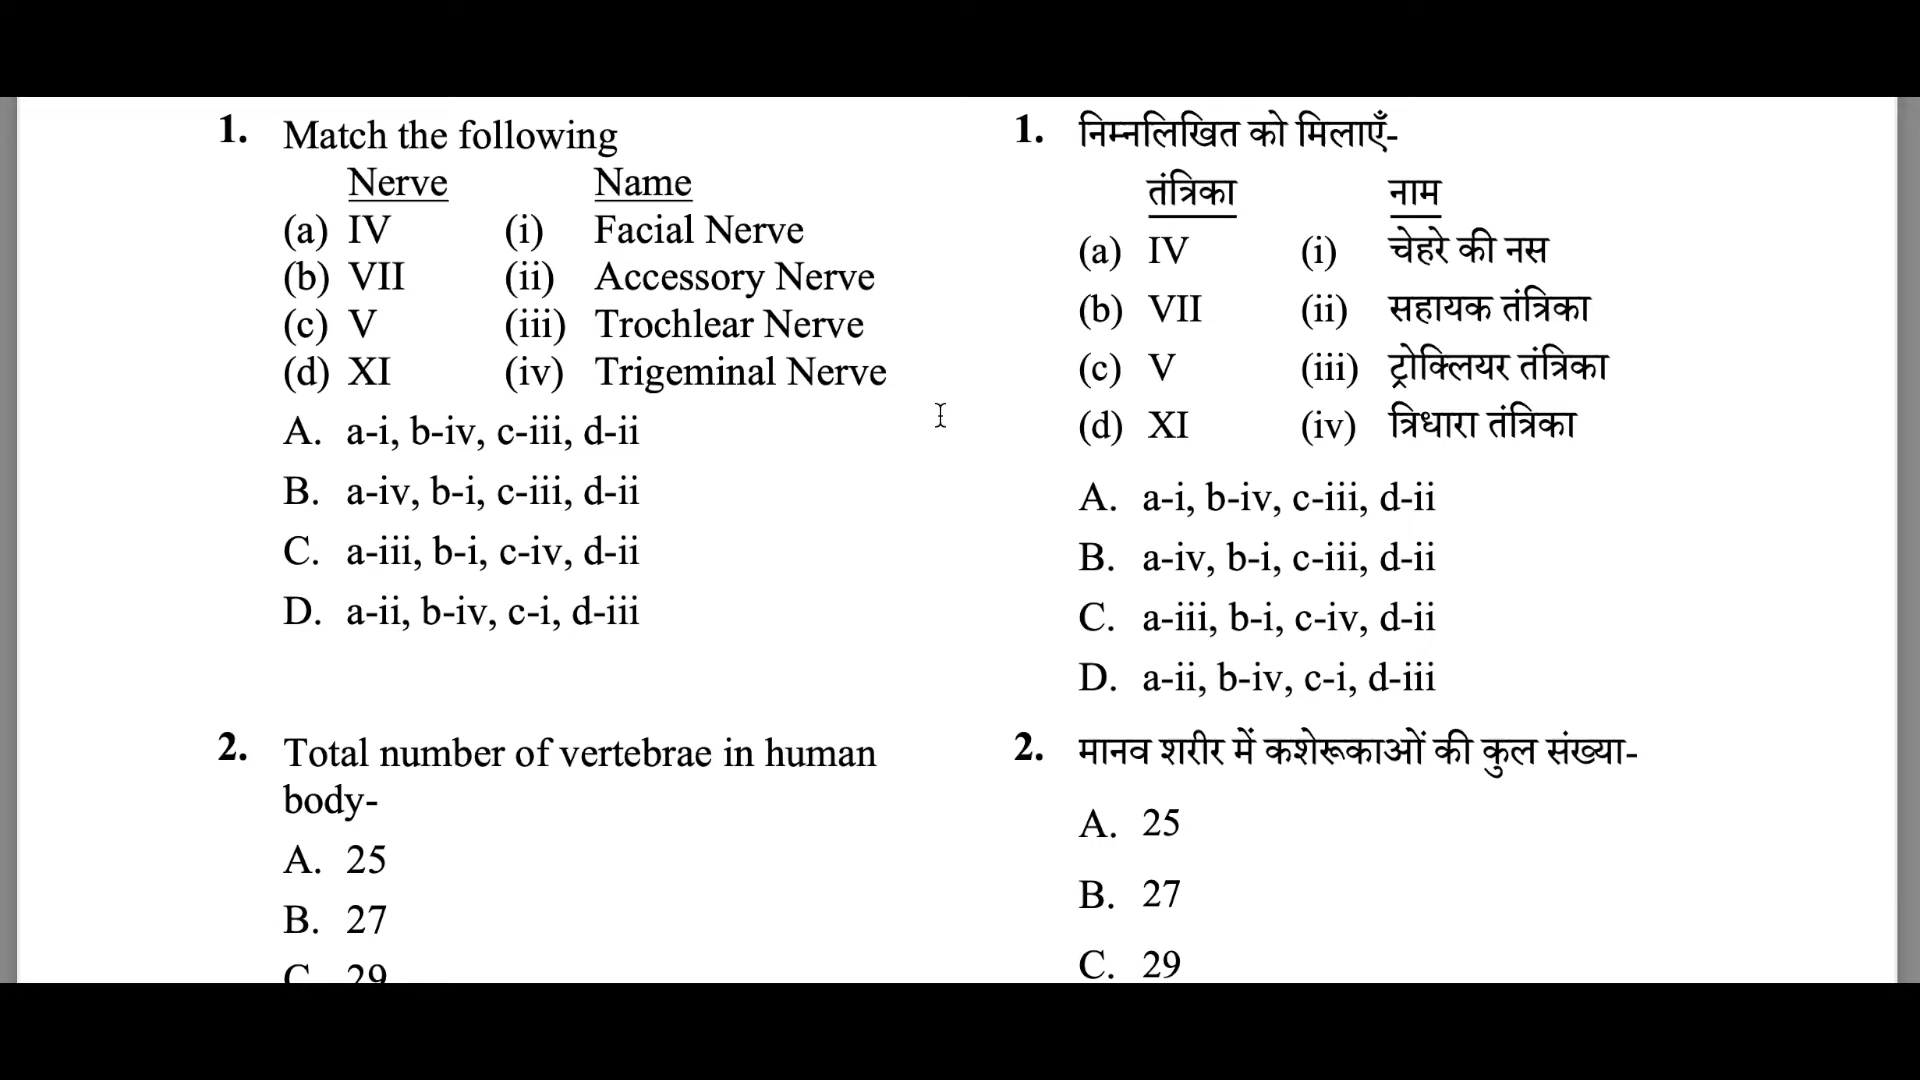 1. Match the following
Nerve Name
(a) IV (i) Facial Nerve
(b) VII (ii) Accessory Nerve
(c) V (iii) Trochlear Nerve
(d) XI (iv) Trigeminal Nerve
A. a-i, b-iv, c-iii, d-ii
B. a-iv, b-i, c-iii, d-ii
C. a-iii, b-i, c-iv, d-ii
D. a-ii, b-iv, c-i, d-iii
2. Total number of vertebrae in human
body-
A. 25
B. 27
C. 29
1. निम्नलिखित को मिलाएँ-
तंत्रिका नाम
(a) IV (i) चेहरे की नस
(b) VII (ii) सहायक तंत्रिका
(c) V (iii) ट्रोक्लियर तंत्रिका
(d) XI (iv) त्रिधारा तंत्रिका
A. a-i, b-iv, c-iii, d-ii
B. a-iv, b-i, c-iii, d-ii
C. a-iii, b-i, c-iv, d-ii
D. a-ii, b-iv, c-i, d-iii
2. मानव शरीर में कशेरूकाओं की कुल संख्या-
A. 25
B. 27
C. 29